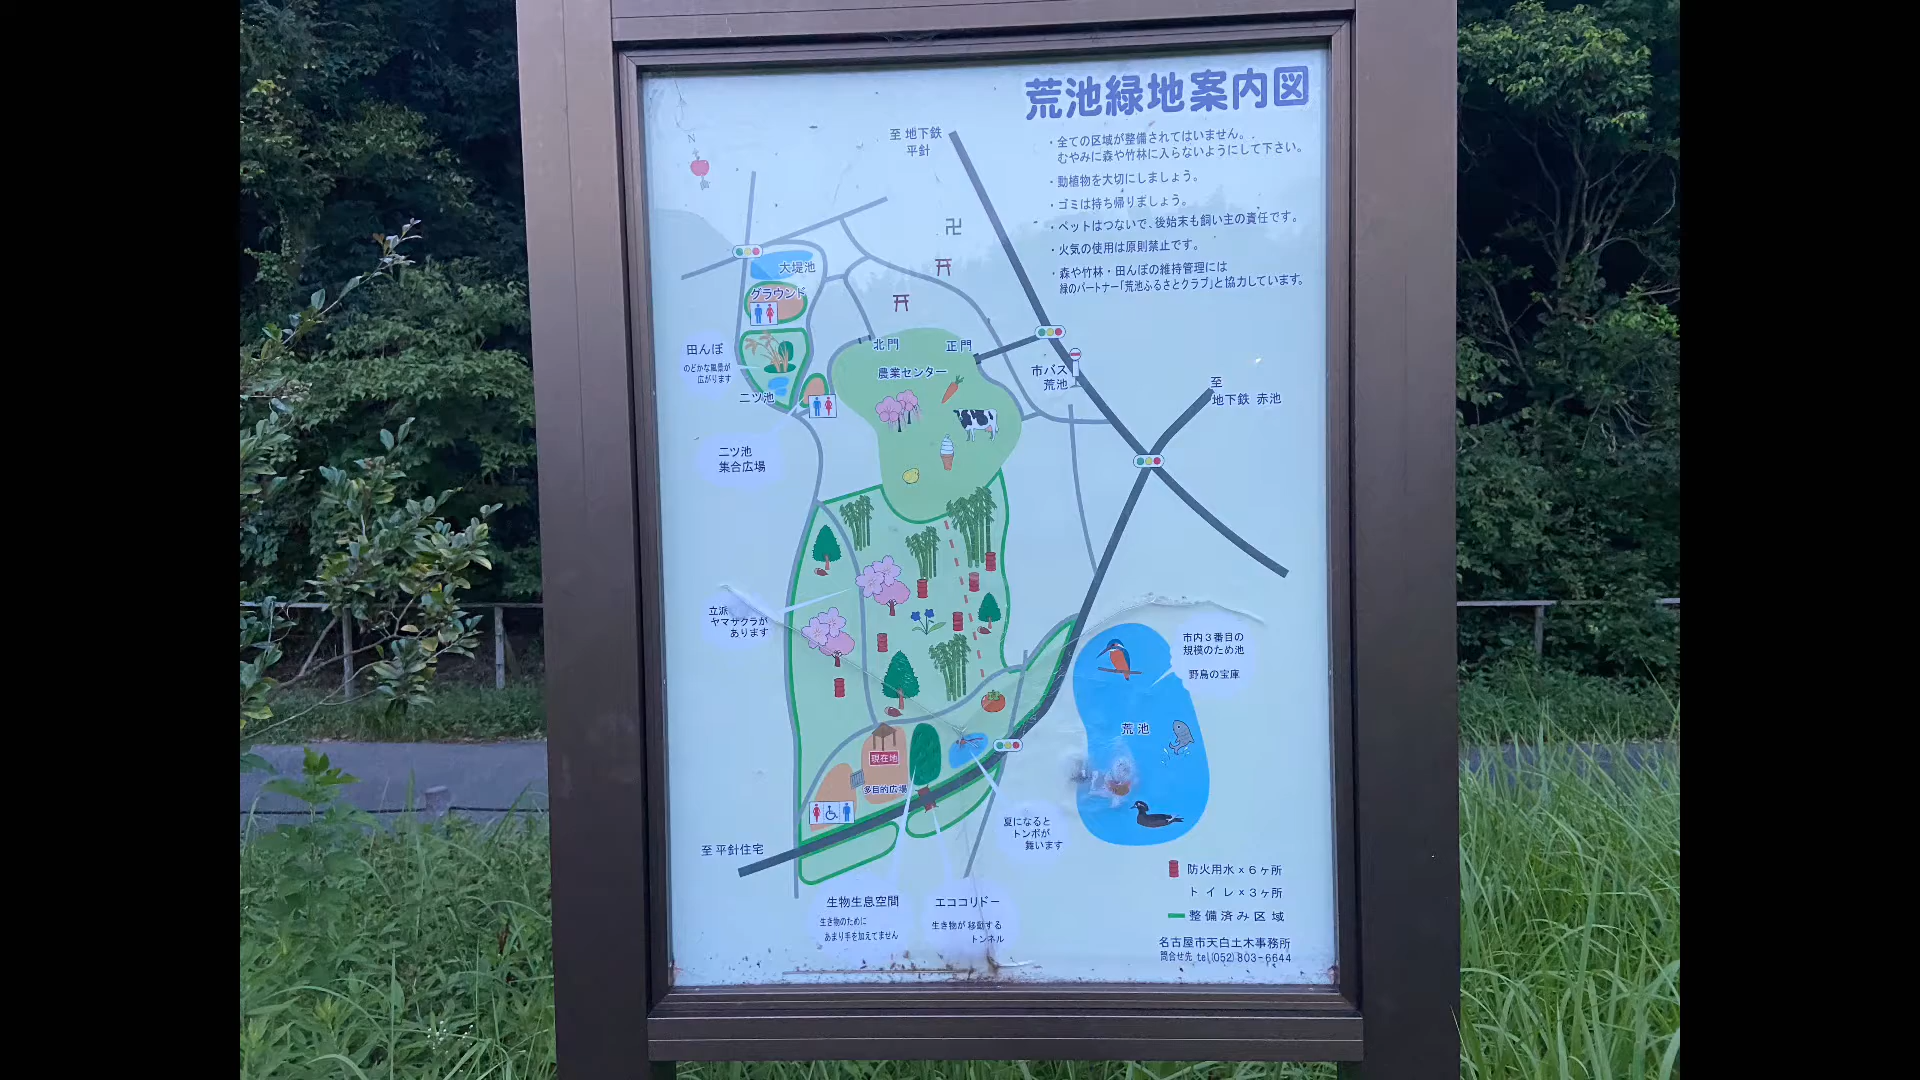 荒池緑地案内図
・全ての区域が整備されてはいません。
むやみに森や竹林に入らないようにして下さい。
・動植物を大切にしましょう。
・ゴミは持ち帰りましょう。
・ペットはつないで、後始末も飼い主の責任です。
・火気の使用は原則禁止です。
・森や竹林・田んぼの維持管理には
緑のパートナー「荒池ふるさとクラブ」と協力しています。
至 地下鉄
平針
N
卍
大堤池
グラウンド
田んぼ
のどかな風景が
広がります
二ツ池
二ツ池
集合広場
北門
正門
農業センター
市バス
荒池
至
地下鉄 赤池
立派
ヤマザクラが
あります
市内3番目の
規模のため池
野鳥の宝庫
荒池
現在地
多目的広場
至 平針住宅
夏になると
トンボが
舞います
生物生息空間
生き物のために
あまり手を加えてません
エココリドー
生き物が移動する
トンネル
防火用水×6ヶ所
トイレ×3ヶ所
整備済み区域
名古屋市天白土木事務所
問合せ先 tel(052)803-6644